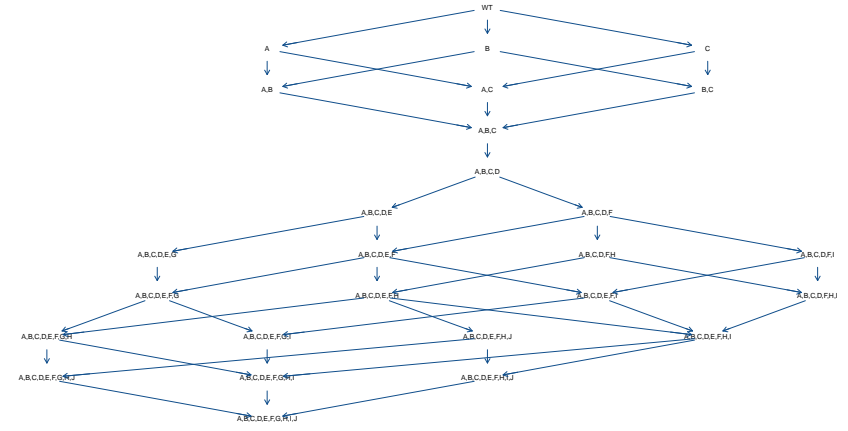 WT
A B C
A,B A,C B,C
A,B,C
A,B,C,D
A,B,C,D,E A,B,C,D,F
A,B,C,D,E,G A,B,C,D,E,F A,B,C,D,F,H A,B,C,D,F,I
A,B,C,D,E,F,G A,B,C,D,E,F,H A,B,C,D,E,F,I A,B,C,D,F,H,I
A,B,C,D,E,F,G,H A,B,C,D,E,F,G,I A,B,C,D,E,F,H,J A,B,C,D,E,F,H,I
A,B,C,D,E,F,G,H,J A,B,C,D,E,F,G,H,I A,B,C,D,E,F,H,I,J
A,B,C,D,E,F,G,H,I,J